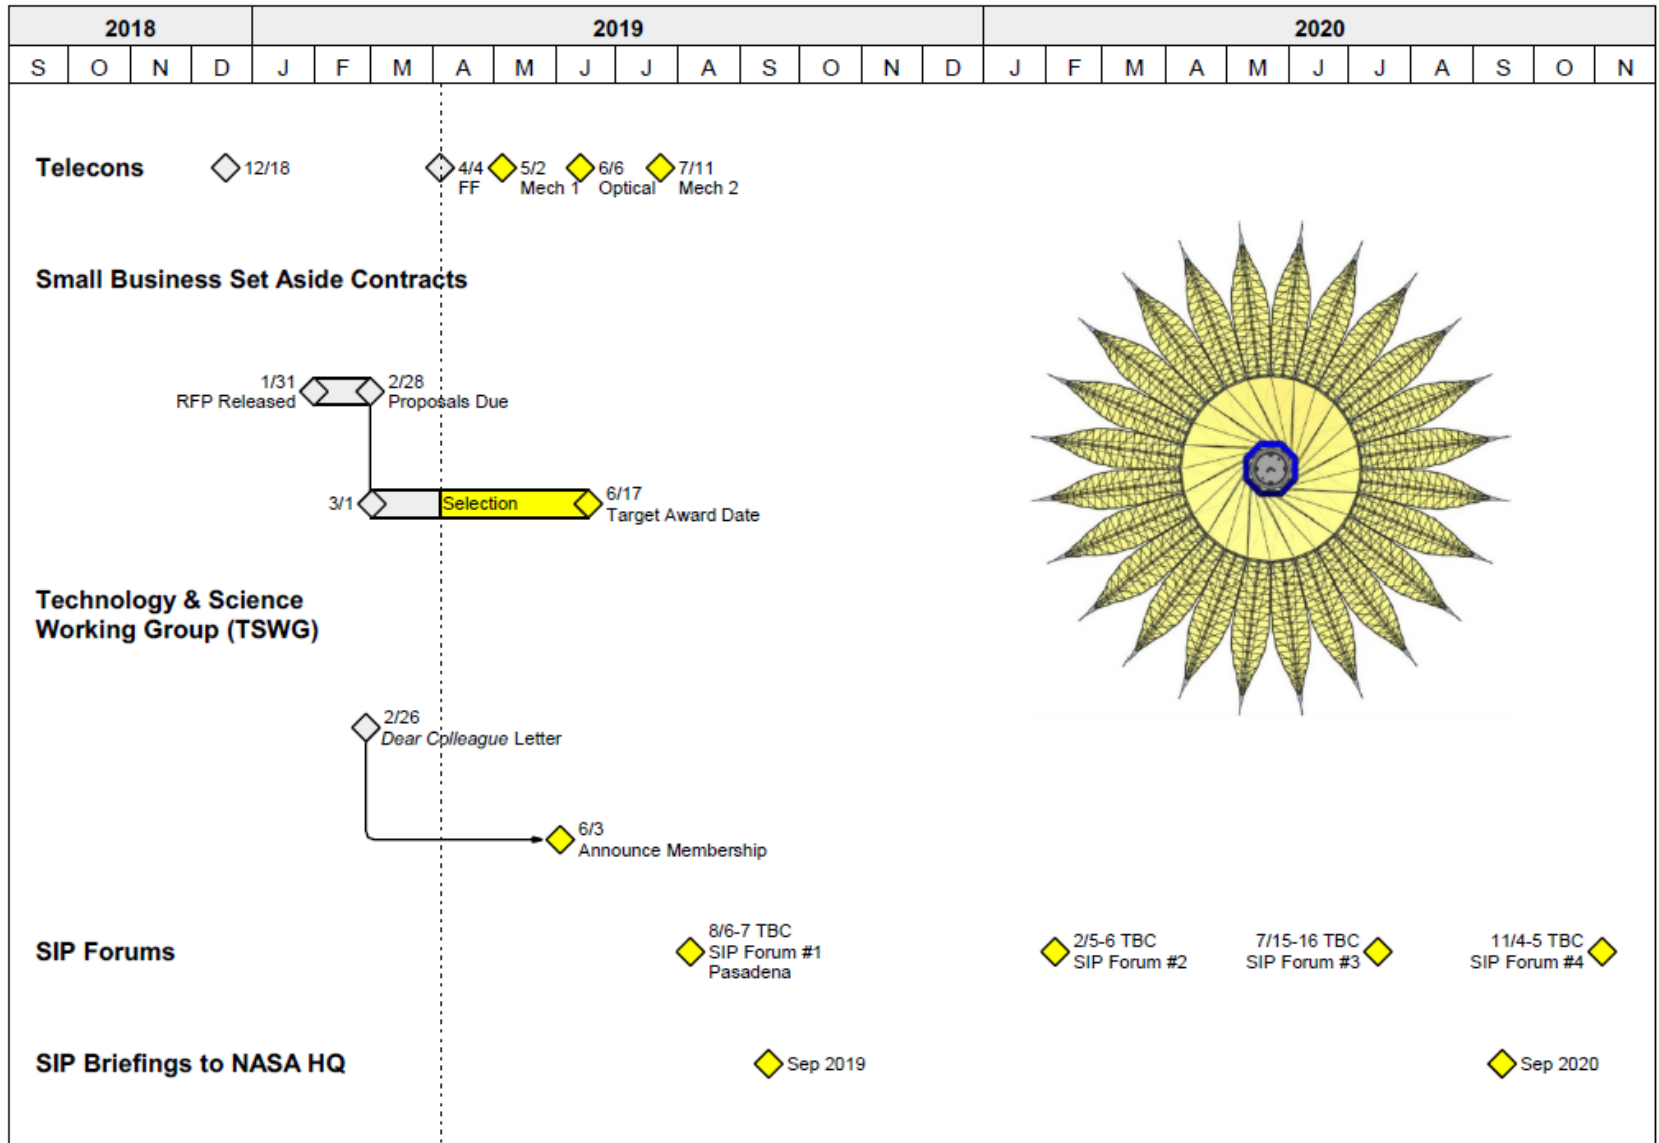 2018 2019 2020
S O N D J F M A M J J A S O N D J F M A M J J A S O N
Telecons
12/18
4/4
FF
5/2
Mech 1
6/6
Optical
7/11
Mech 2
Small Business Set Aside Contracts
1/31
RFP Released
2/28
Proposals Due
3/1
Selection
6/17
Target Award Date
Technology & Science
Working Group (TSWG)
2/26
Dear Colleague Letter
6/3
Announce Membership
SIP Forums
8/6-7 TBC
SIP Forum #1
Pasadena
2/5-6 TBC
SIP Forum #2
7/15-16 TBC
SIP Forum #3
11/4-5 TBC
SIP Forum #4
SIP Briefings to NASA HQ
Sep 2019
Sep 2020